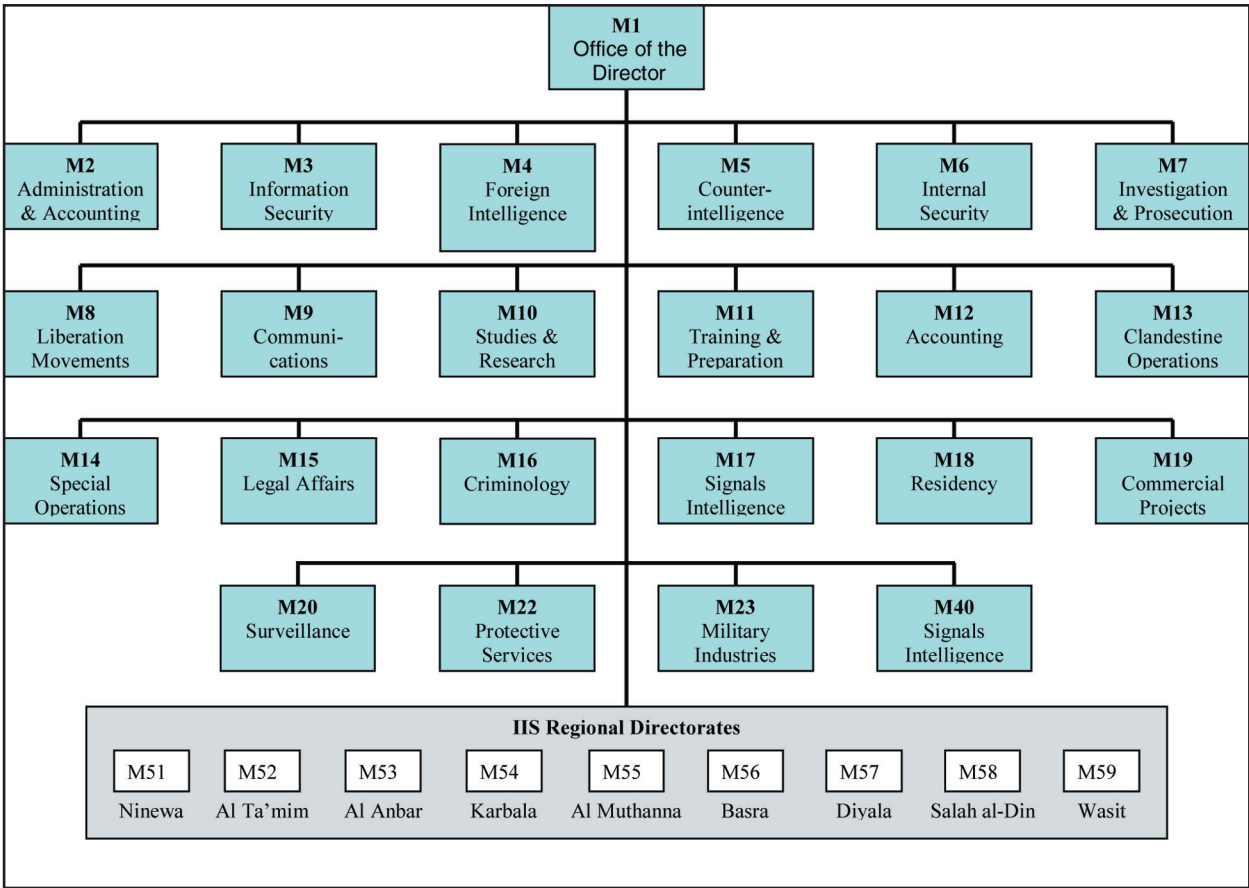 M1
Office of the
Director
M2
Administration
& Accounting
M3
Information
Security
M4
Foreign
Intelligence
M5
Counter-
intelligence
M6
Internal
Security
M7
Investigation
& Prosecution
M8
Liberation
Movements
M9
Communi-
cations
M10
Studies &
Research
M11
Training &
Preparation
M12
Accounting
M13
Clandestine
Operations
M14
Special
Operations
M15
Legal Affairs
M16
Criminology
M17
Signals
Intelligence
M18
Residency
M19
Commercial
Projects
M20
Surveillance
M22
Protective
Services
M23
Military
Industries
M40
Signals
Intelligence
IIS Regional Directorates
M51
Ninewa
M52
Al Ta’mim
M53
Al Anbar
M54
Karbala
M55
Al Muthanna
M56
Basra
M57
Diyala
M58
Salah al-Din
M59
Wasit